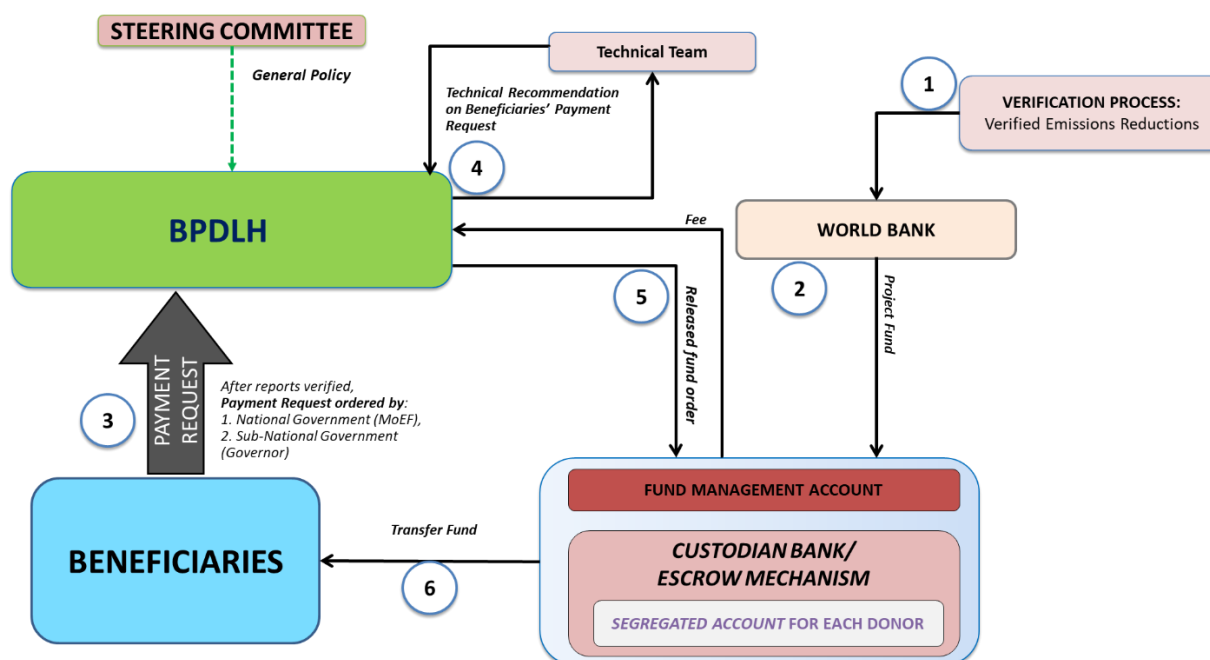 STEERING COMMITTEE
General Policy
Technical Team
Technical Recommendation
on Beneficiaries’ Payment
Request
4
1
VERIFICATION PROCESS:
Verified Emissions Reductions
BPDLH
Fee
WORLD BANK
2
5
Released fund order
Project Fund
3
PAYMENT
REQUEST
After reports verified,
Payment Request ordered by:
1. National Government (MoEF),
2. Sub-National Government
(Governor)
FUND MANAGEMENT ACCOUNT
BENEFICIARIES
Transfer Fund
6
CUSTODIAN BANK/
ESCROW MECHANISM
SEGREGATED ACCOUNT FOR EACH DONOR